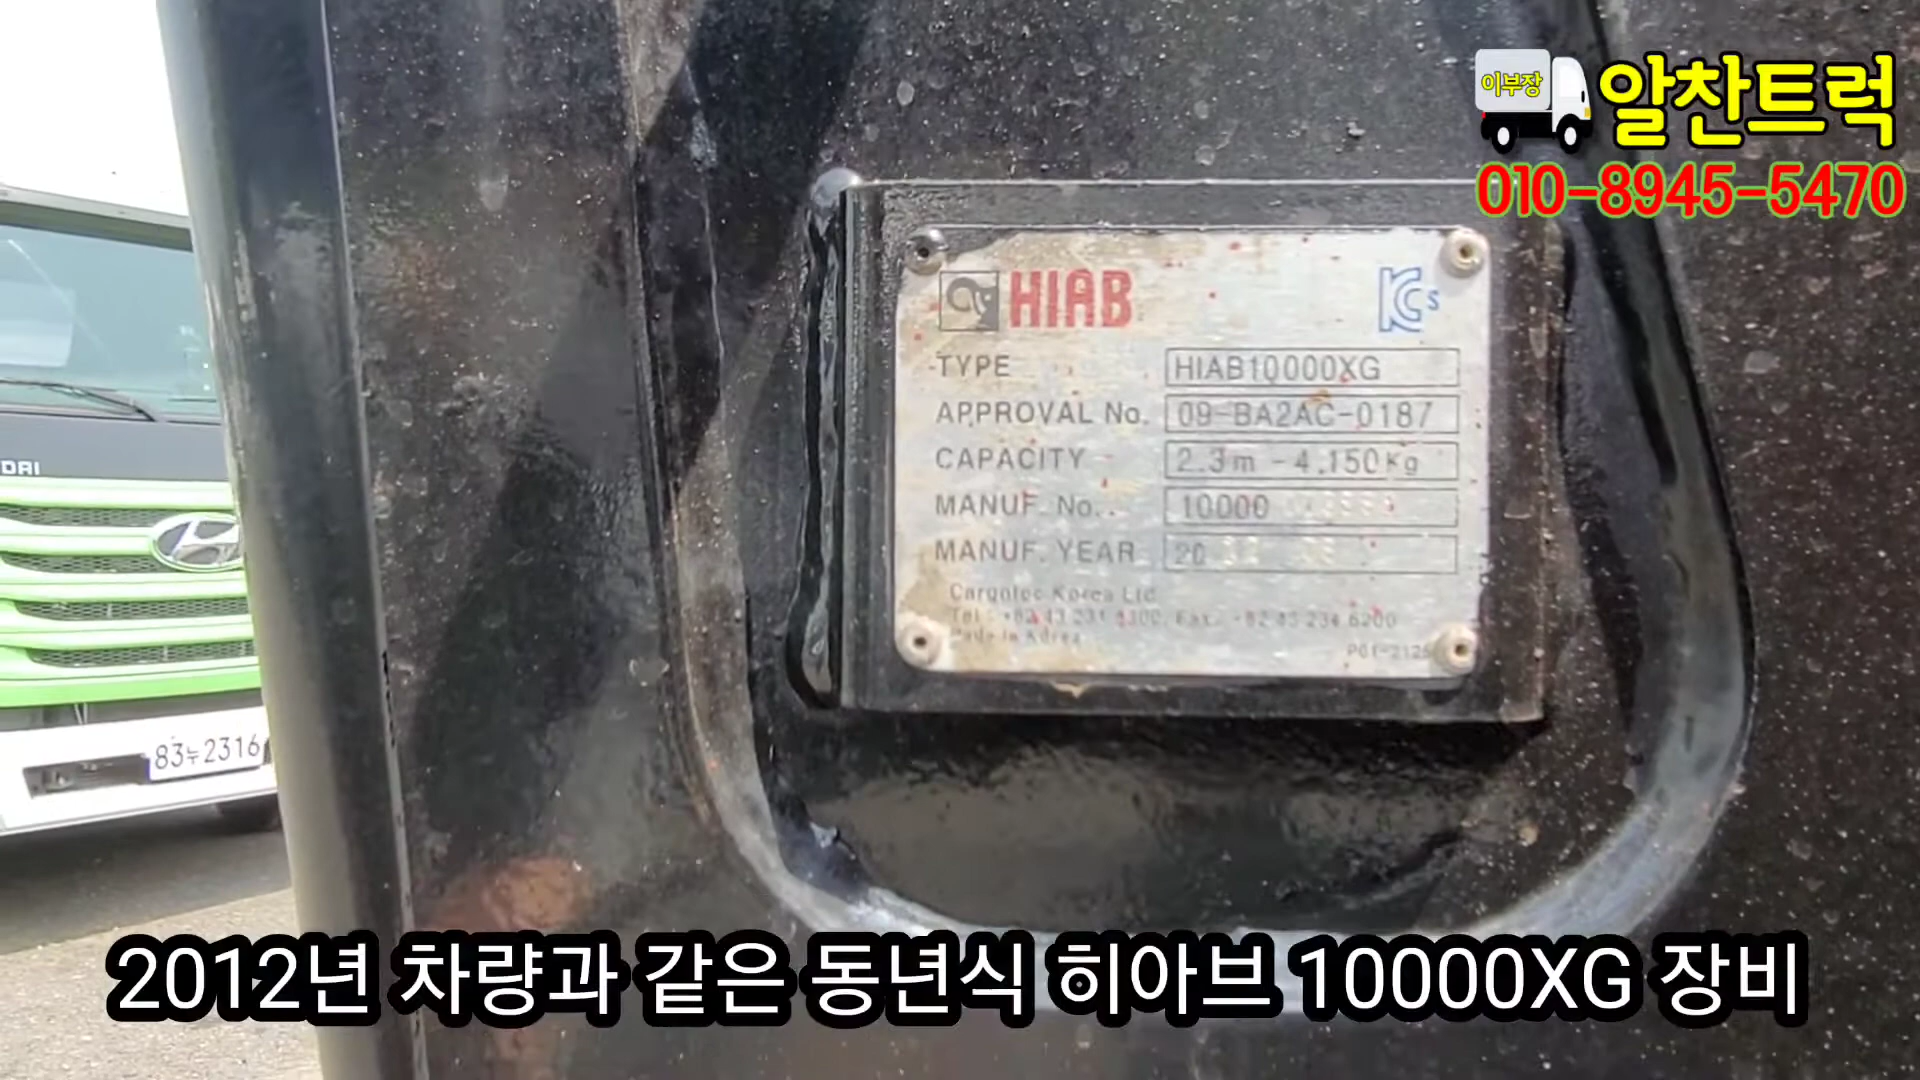 이부장
알찬트럭
010-8945-5470
HIAB
KCs
TYPE HIAB10000XG
APPROVAL No. 09-BA2AC-0187
CAPACITY 2.3m - 4.150Kg
MANUF. No. 10000
MANUF. YEAR 20
Cargotec Korea Ltd
Made in Korea
DAI
83누2316
2012년 차량과 같은 동년식 히아브 10000XG 장비